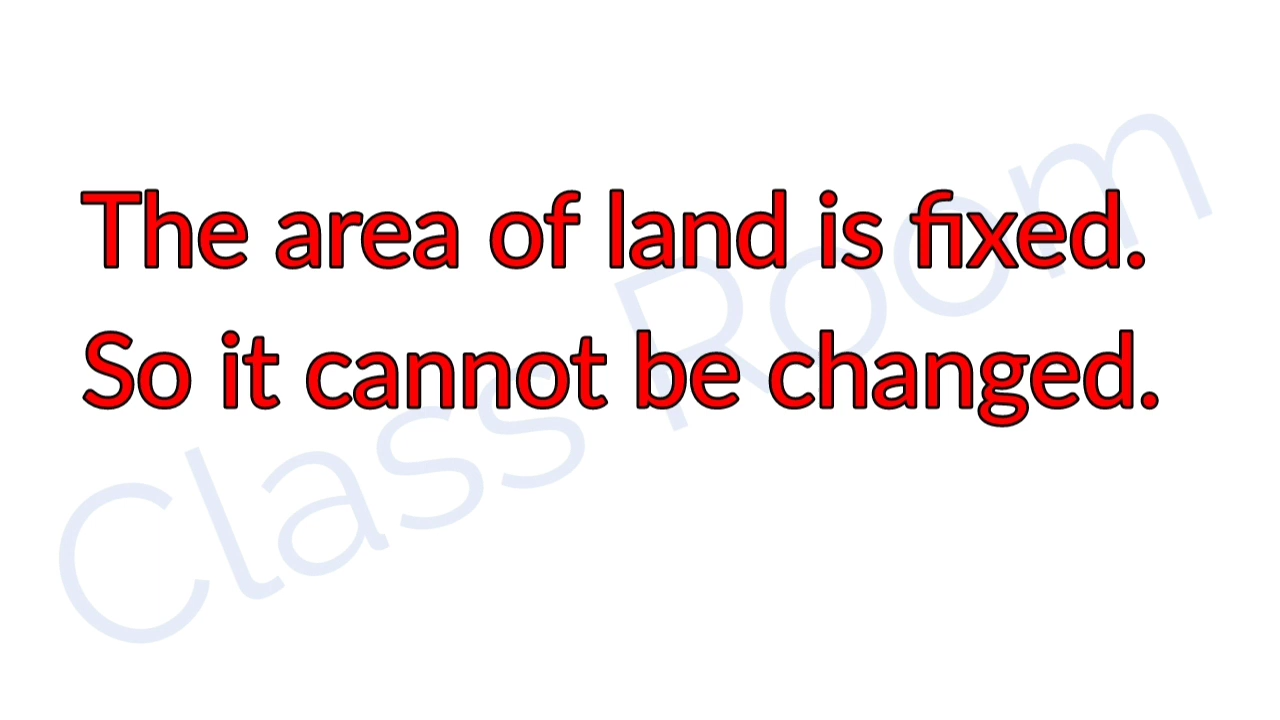 The area of land is fixed.
So it cannot be changed.
Class Room